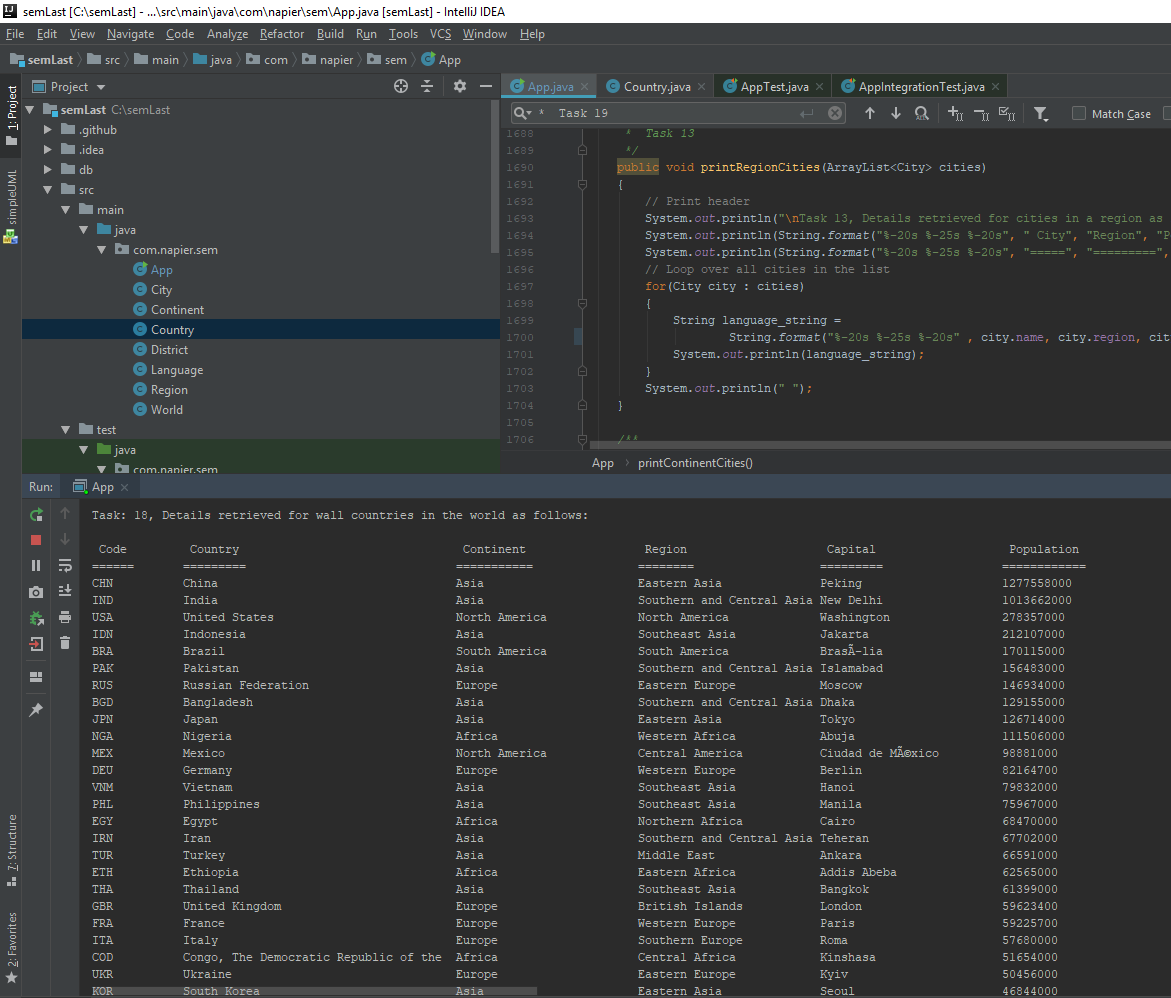 semLast [C:\semLast] - ...\src\main\java\com\napier\sem\App.java [semLast] - IntelliJ IDEA
File Edit View Navigate Code Analyze Refactor Build Run Tools VCS Window Help
semLast src main java com napier sem App
1: Project
simpleUML
7: Structure
2: Favorites
Project
semLast C:\semLast
.github
.idea
db
src
main
java
com.napier.sem
App
City
Continent
Country
District
Language
Region
World
test
java
com.napier.sem
App.java Country.java AppTest.java AppIntegrationTest.java
* Task 19 Match Case
1688 * Task 13
1689 */
1690 public void printRegionCities(ArrayList<City> cities)
1691 {
1692 // Print header
1693 System.out.println("\nTask 13, Details retrieved for cities in a region as
1694 System.out.println(String.format("%-20s %-25s %-20s", " City", "Region", "P
1695 System.out.println(String.format("%-20s %-25s %-20s", "=====", "=========",
1696 // Loop over all cities in the list
1697 for(City city : cities)
1698 {
1699 String language_string =
1700 String.format("%-20s %-25s %-20s" , city.name, city.region, cit
1701 System.out.println(language_string);
1702 }
1703 System.out.println(" ");
1704 }
1705
1706 /**
App printContinentCities()
Run: App
Task: 18, Details retrieved for wall countries in the world as follows:
Code Country Continent Region Capital Population
====== ========= =========== ======== ========= ============
CHN China Asia Eastern Asia Peking 1277558000
IND India Asia Southern and Central Asia New Delhi 1013662000
USA United States North America North America Washington 278357000
IDN Indonesia Asia Southeast Asia Jakarta 212107000
BRA Brazil South America South America BrasÃ-lia 170115000
PAK Pakistan Asia Southern and Central Asia Islamabad 156483000
RUS Russian Federation Europe Eastern Europe Moscow 146934000
BGD Bangladesh Asia Southern and Central Asia Dhaka 129155000
JPN Japan Asia Eastern Asia Tokyo 126714000
NGA Nigeria Africa Western Africa Abuja 111506000
MEX Mexico North America Central America Ciudad de MÃ©xico 98881000
DEU Germany Europe Western Europe Berlin 82164700
VNM Vietnam Asia Southeast Asia Hanoi 79832000
PHL Philippines Asia Southeast Asia Manila 75967000
EGY Egypt Africa Northern Africa Cairo 68470000
IRN Iran Asia Southern and Central Asia Teheran 67702000
TUR Turkey Asia Middle East Ankara 66591000
ETH Ethiopia Africa Eastern Africa Addis Abeba 62565000
THA Thailand Asia Southeast Asia Bangkok 61399000
GBR United Kingdom Europe British Islands London 59623400
FRA France Europe Western Europe Paris 59225700
ITA Italy Europe Southern Europe Roma 57680000
COD Congo, The Democratic Republic of the Africa Central Africa Kinshasa 51654000
UKR Ukraine Europe Eastern Europe Kyiv 50456000
KOR South Korea Asia Eastern Asia Seoul 46844000